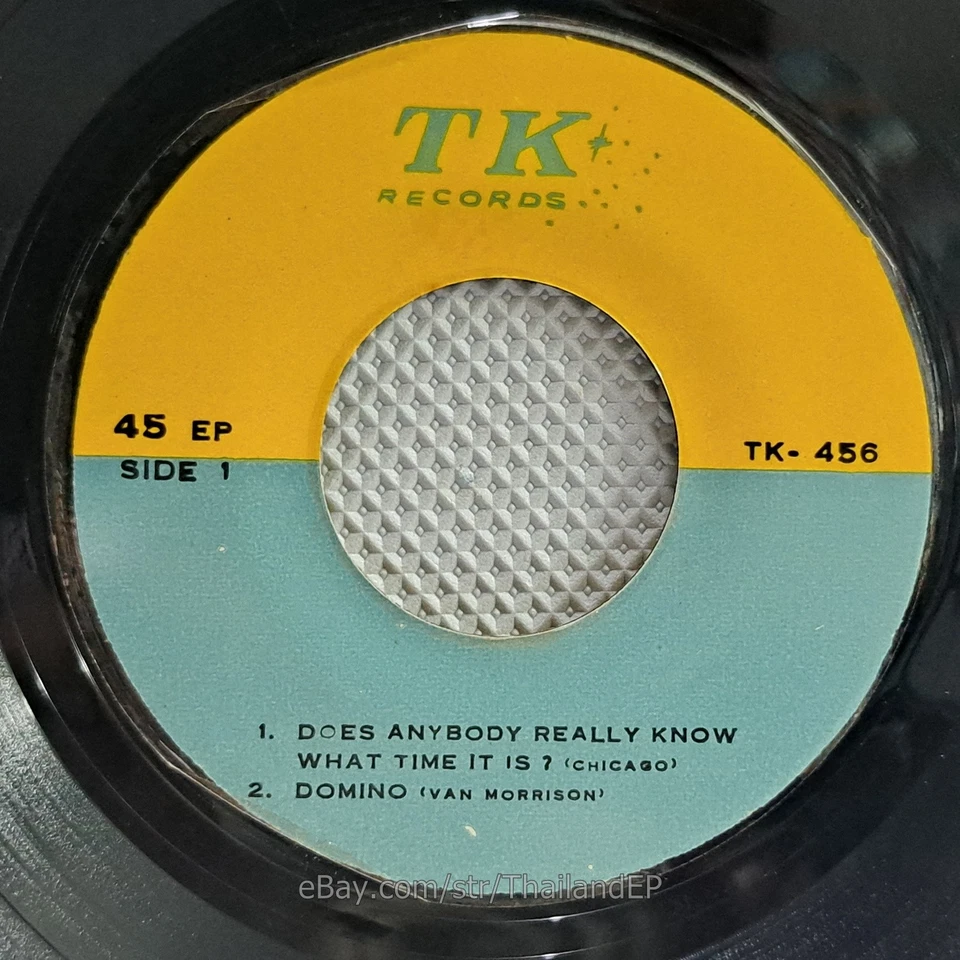 TK
RECORDS
45 EP
TK- 456
SIDE 1
1. DOES ANYBODY REALLY KNOW
WHAT TIME IT IS ? (CHICAGO)
2. DOMINO (VAN MORRISON)
eBay.com/str/ThailandEP